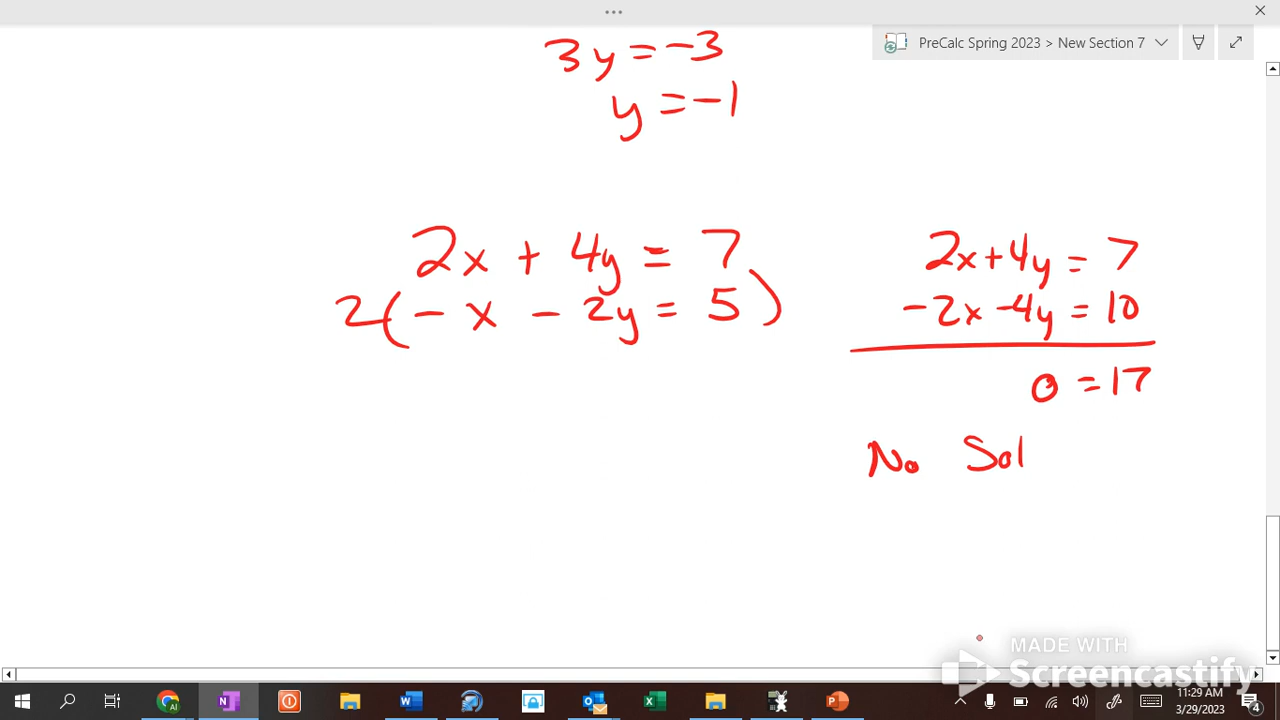 PreCalc Spring 2023 > New Section 7
3y = -3
y = -1
2x + 4y = 7
2(-x - 2y = 5)
2x+4y = 7
-2x-4y = 10
0 = 17
No Sol
MADE WITH
Screencastify
11:29 AM
3/29/2023
4